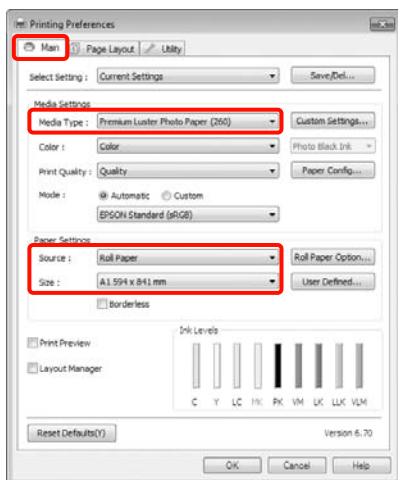 Printing Preferences
Main Page Layout Utility
Select Setting : Current Settings Save/Del...
Media Settings
Media Type : Premium Luster Photo Paper (260) Custom Settings...
Color : Color Photo Black Ink
Print Quality : Quality Paper Config...
Mode : Automatic Custom
EPSON Standard (sRGB)
Paper Settings
Source : Roll Paper Roll Paper Option...
Size : A1 594 x 841 mm User Defined...
Borderless
Ink Levels
Print Preview
Layout Manager
C Y LC MK PK VM LK LLK VLM
Reset Defaults(Y) Version 6.70
OK Cancel Help